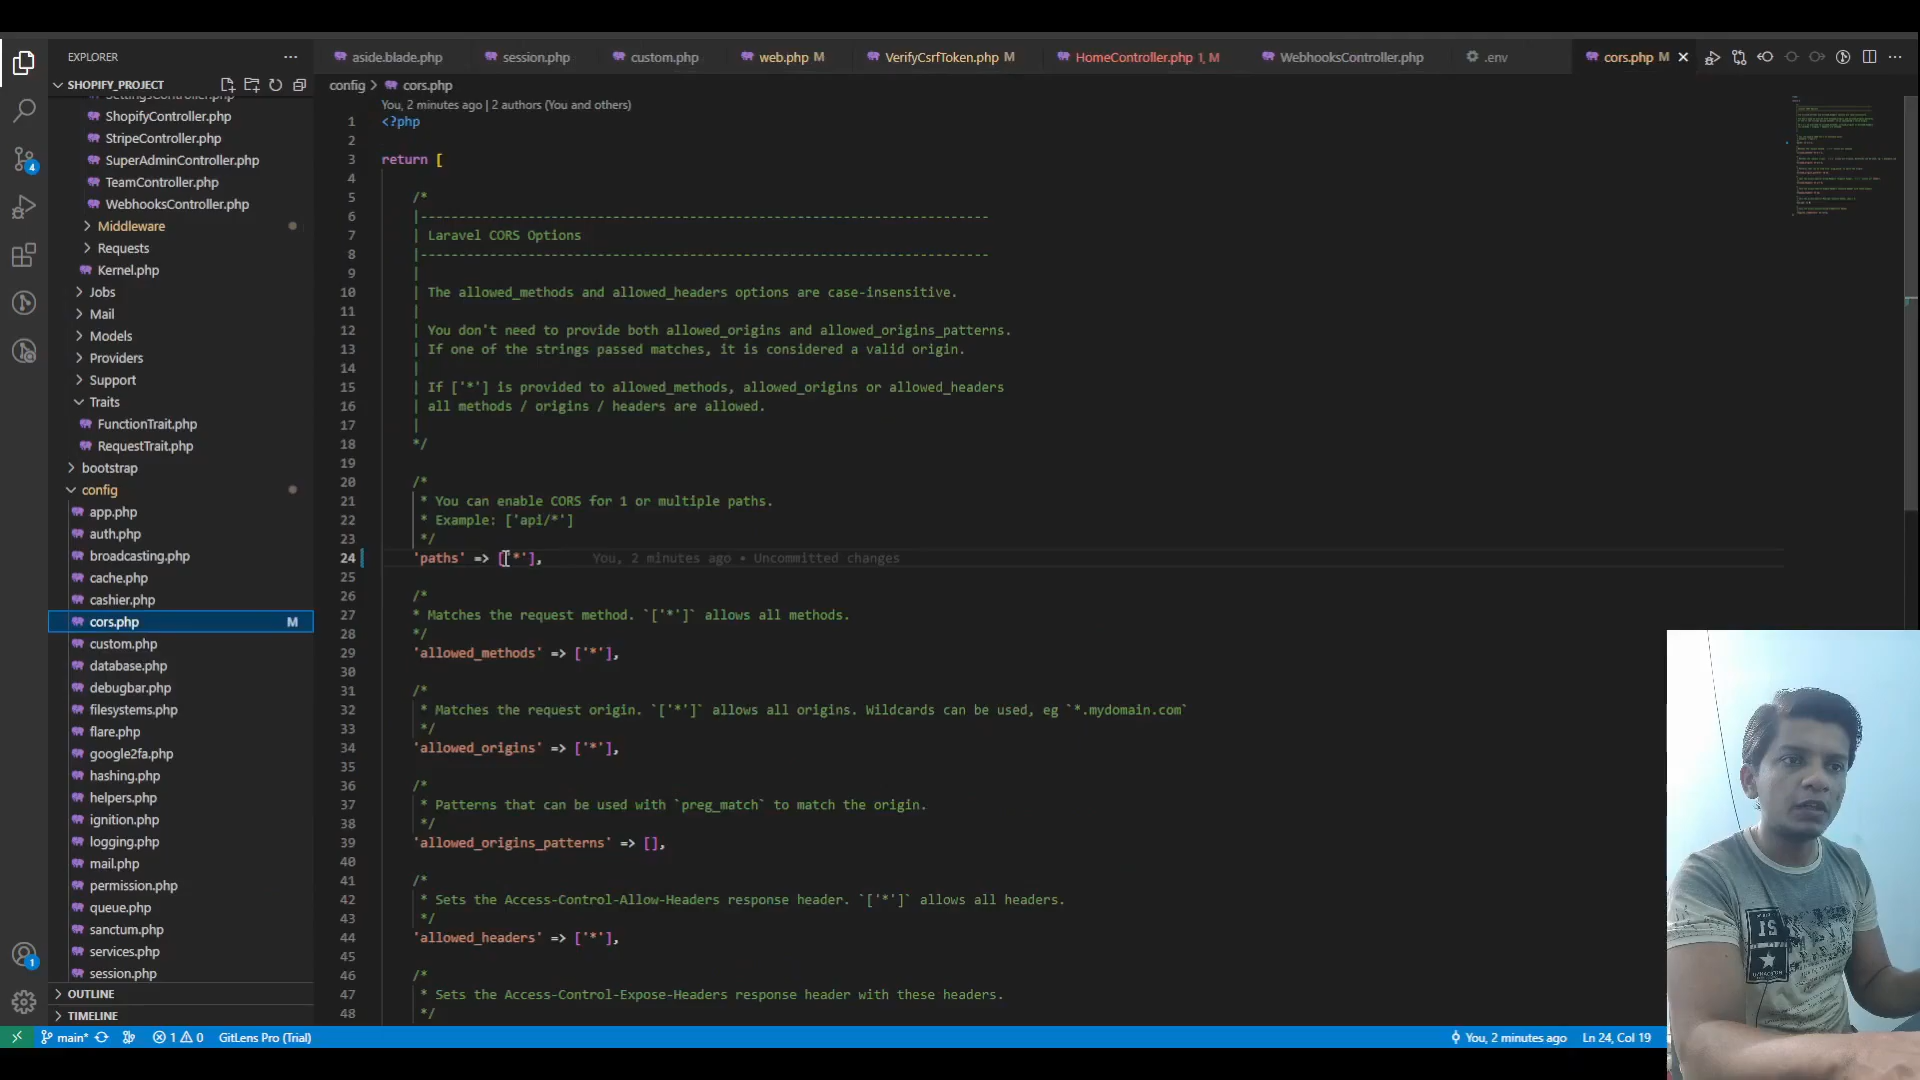 EXPLORER
SHOPIFY_PROJECT
SettingsController.php
ShopifyController.php
StripeController.php
SuperAdminController.php
TeamController.php
WebhooksController.php
Middleware
Requests
Kernel.php
Jobs
Mail
Models
Providers
Support
Traits
FunctionTrait.php
RequestTrait.php
bootstrap
config
app.php
auth.php
broadcasting.php
cache.php
cashier.php
cors.php M
custom.php
database.php
debugbar.php
filesystems.php
flare.php
google2fa.php
hashing.php
helpers.php
ignition.php
logging.php
mail.php
permission.php
queue.php
sanctum.php
services.php
session.php
OUTLINE
TIMELINE
4
1
aside.blade.php session.php custom.php web.php M VerifyCsrfToken.php M HomeController.php 1, M WebhooksController.php .env cors.php M
config > cors.php
You, 2 minutes ago | 2 authors (You and others)
1 <?php
2
3 return [
4
5 /*
6 |--------------------------------------------------------------------------
7 | Laravel CORS Options
8 |--------------------------------------------------------------------------
9 |
10 | The allowed_methods and allowed_headers options are case-insensitive.
11 |
12 | You don't need to provide both allowed_origins and allowed_origins_patterns.
13 | If one of the strings passed matches, it is considered a valid origin.
14 |
15 | If ['*'] is provided to allowed_methods, allowed_origins or allowed_headers
16 | all methods / origins / headers are allowed.
17 |
18 */
19
20 /*
21 * You can enable CORS for 1 or multiple paths.
22 * Example: ['api/*']
23 */
24 'paths' => ['*'], You, 2 minutes ago • Uncommitted changes
25
26 /*
27 * Matches the request method. `['*']` allows all methods.
28 */
29 'allowed_methods' => ['*'],
30
31 /*
32 * Matches the request origin. `['*']` allows all origins. Wildcards can be used, eg `*.mydomain.com`
33 */
34 'allowed_origins' => ['*'],
35
36 /*
37 * Patterns that can be used with `preg_match` to match the origin.
38 */
39 'allowed_origins_patterns' => [],
40
41 /*
42 * Sets the Access-Control-Allow-Headers response header. `['*']` allows all headers.
43 */
44 'allowed_headers' => ['*'],
45
46 /*
47 * Sets the Access-Control-Expose-Headers response header with these headers.
48 */
main* 1 0 GitLens Pro (Trial) You, 2 minutes ago Ln 24, Col 19